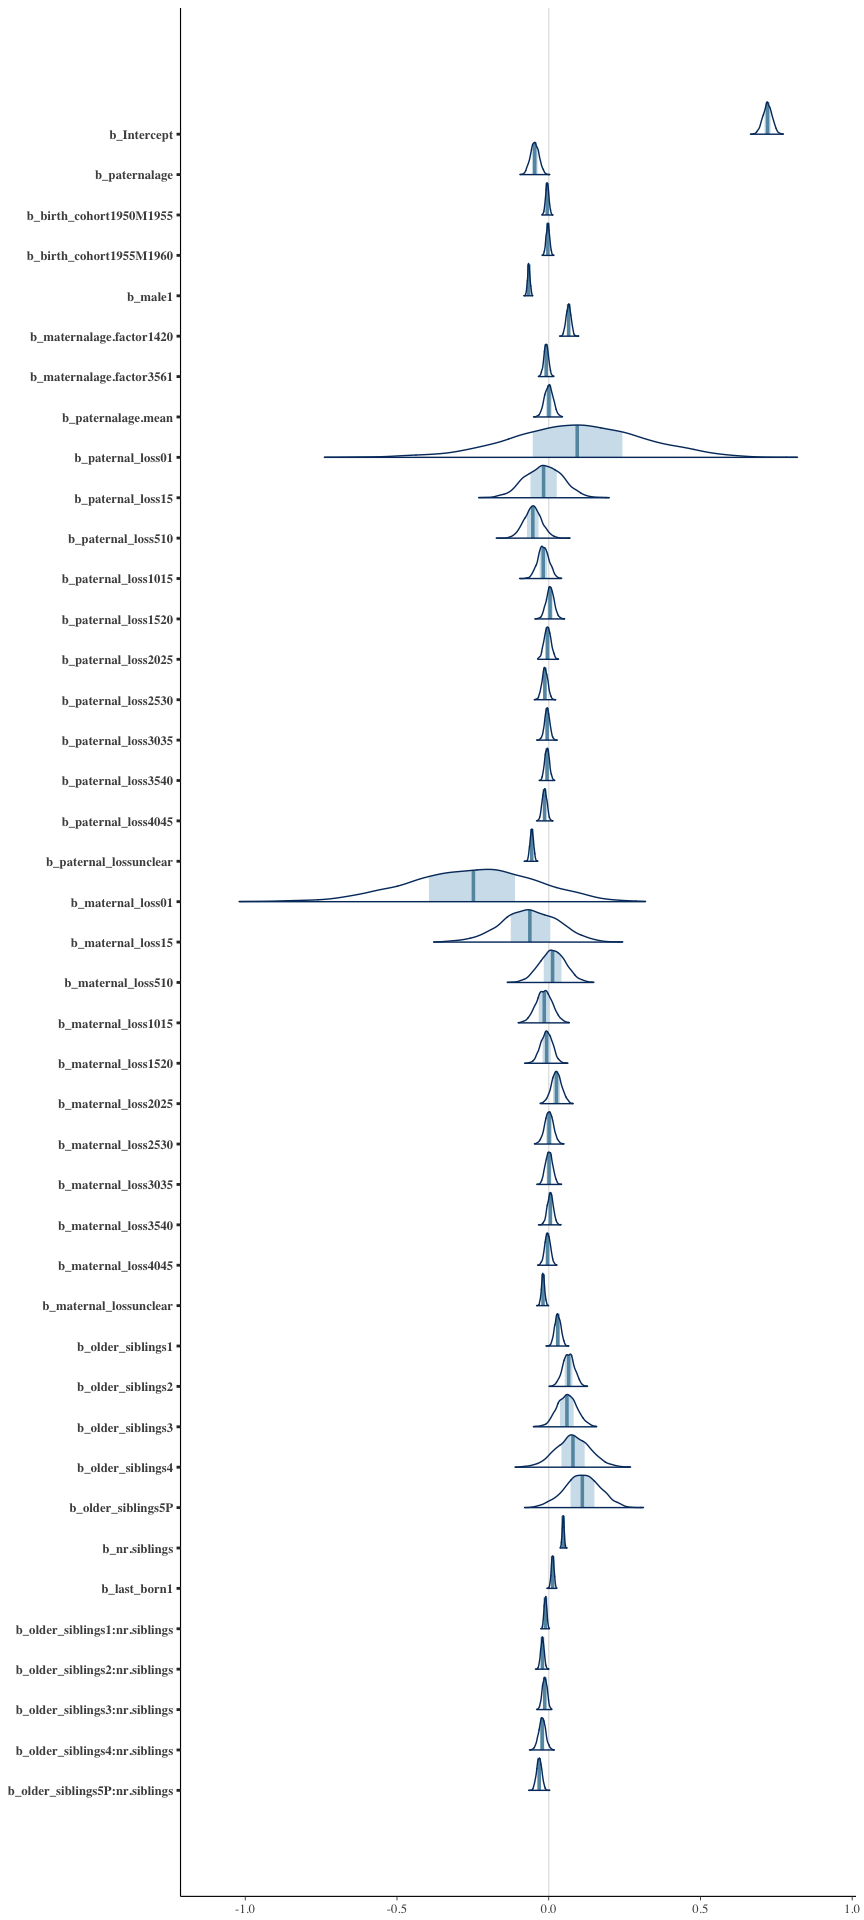 b_Intercept
b_paternalage
b_birth_cohort1950M1955
b_birth_cohort1955M1960
b_male1
b_maternalage.factor1420
b_maternalage.factor3561
b_paternalage.mean
b_paternal_loss01
b_paternal_loss15
b_paternal_loss510
b_paternal_loss1015
b_paternal_loss1520
b_paternal_loss2025
b_paternal_loss2530
b_paternal_loss3035
b_paternal_loss3540
b_paternal_loss4045
b_paternal_lossunclear
b_maternal_loss01
b_maternal_loss15
b_maternal_loss510
b_maternal_loss1015
b_maternal_loss1520
b_maternal_loss2025
b_maternal_loss2530
b_maternal_loss3035
b_maternal_loss3540
b_maternal_loss4045
b_maternal_lossunclear
b_older_siblings1
b_older_siblings2
b_older_siblings3
b_older_siblings4
b_older_siblings5P
b_nr.siblings
b_last_born1
b_older_siblings1:nr.siblings
b_older_siblings2:nr.siblings
b_older_siblings3:nr.siblings
b_older_siblings4:nr.siblings
b_older_siblings5P:nr.siblings
-1.0 -0.5 0.0 0.5 1.0